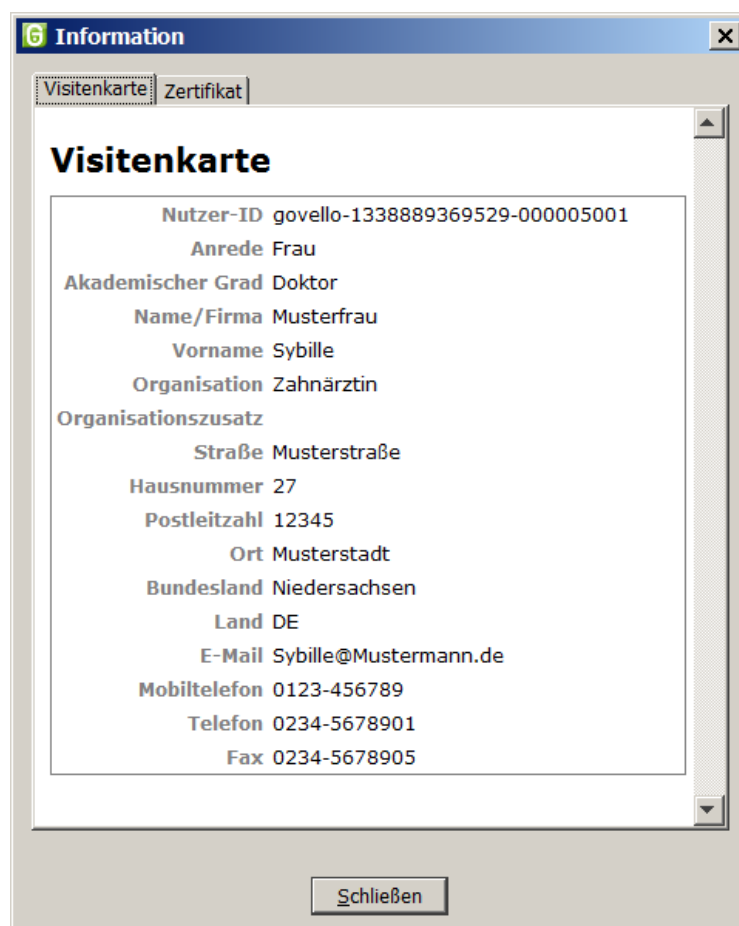 Information
Visitenkarte Zertifikat
Visitenkarte
Nutzer-ID govello-1338889369529-000005001
Anrede Frau
Akademischer Grad Doktor
Name/Firma Musterfrau
Vorname Sybille
Organisation Zahnärztin
Organisationszusatz
Straße Musterstraße
Hausnummer 27
Postleitzahl 12345
Ort Musterstadt
Bundesland Niedersachsen
Land DE
E-Mail Sybille@Mustermann.de
Mobiltelefon 0123-456789
Telefon 0234-5678901
Fax 0234-5678905
Schließen